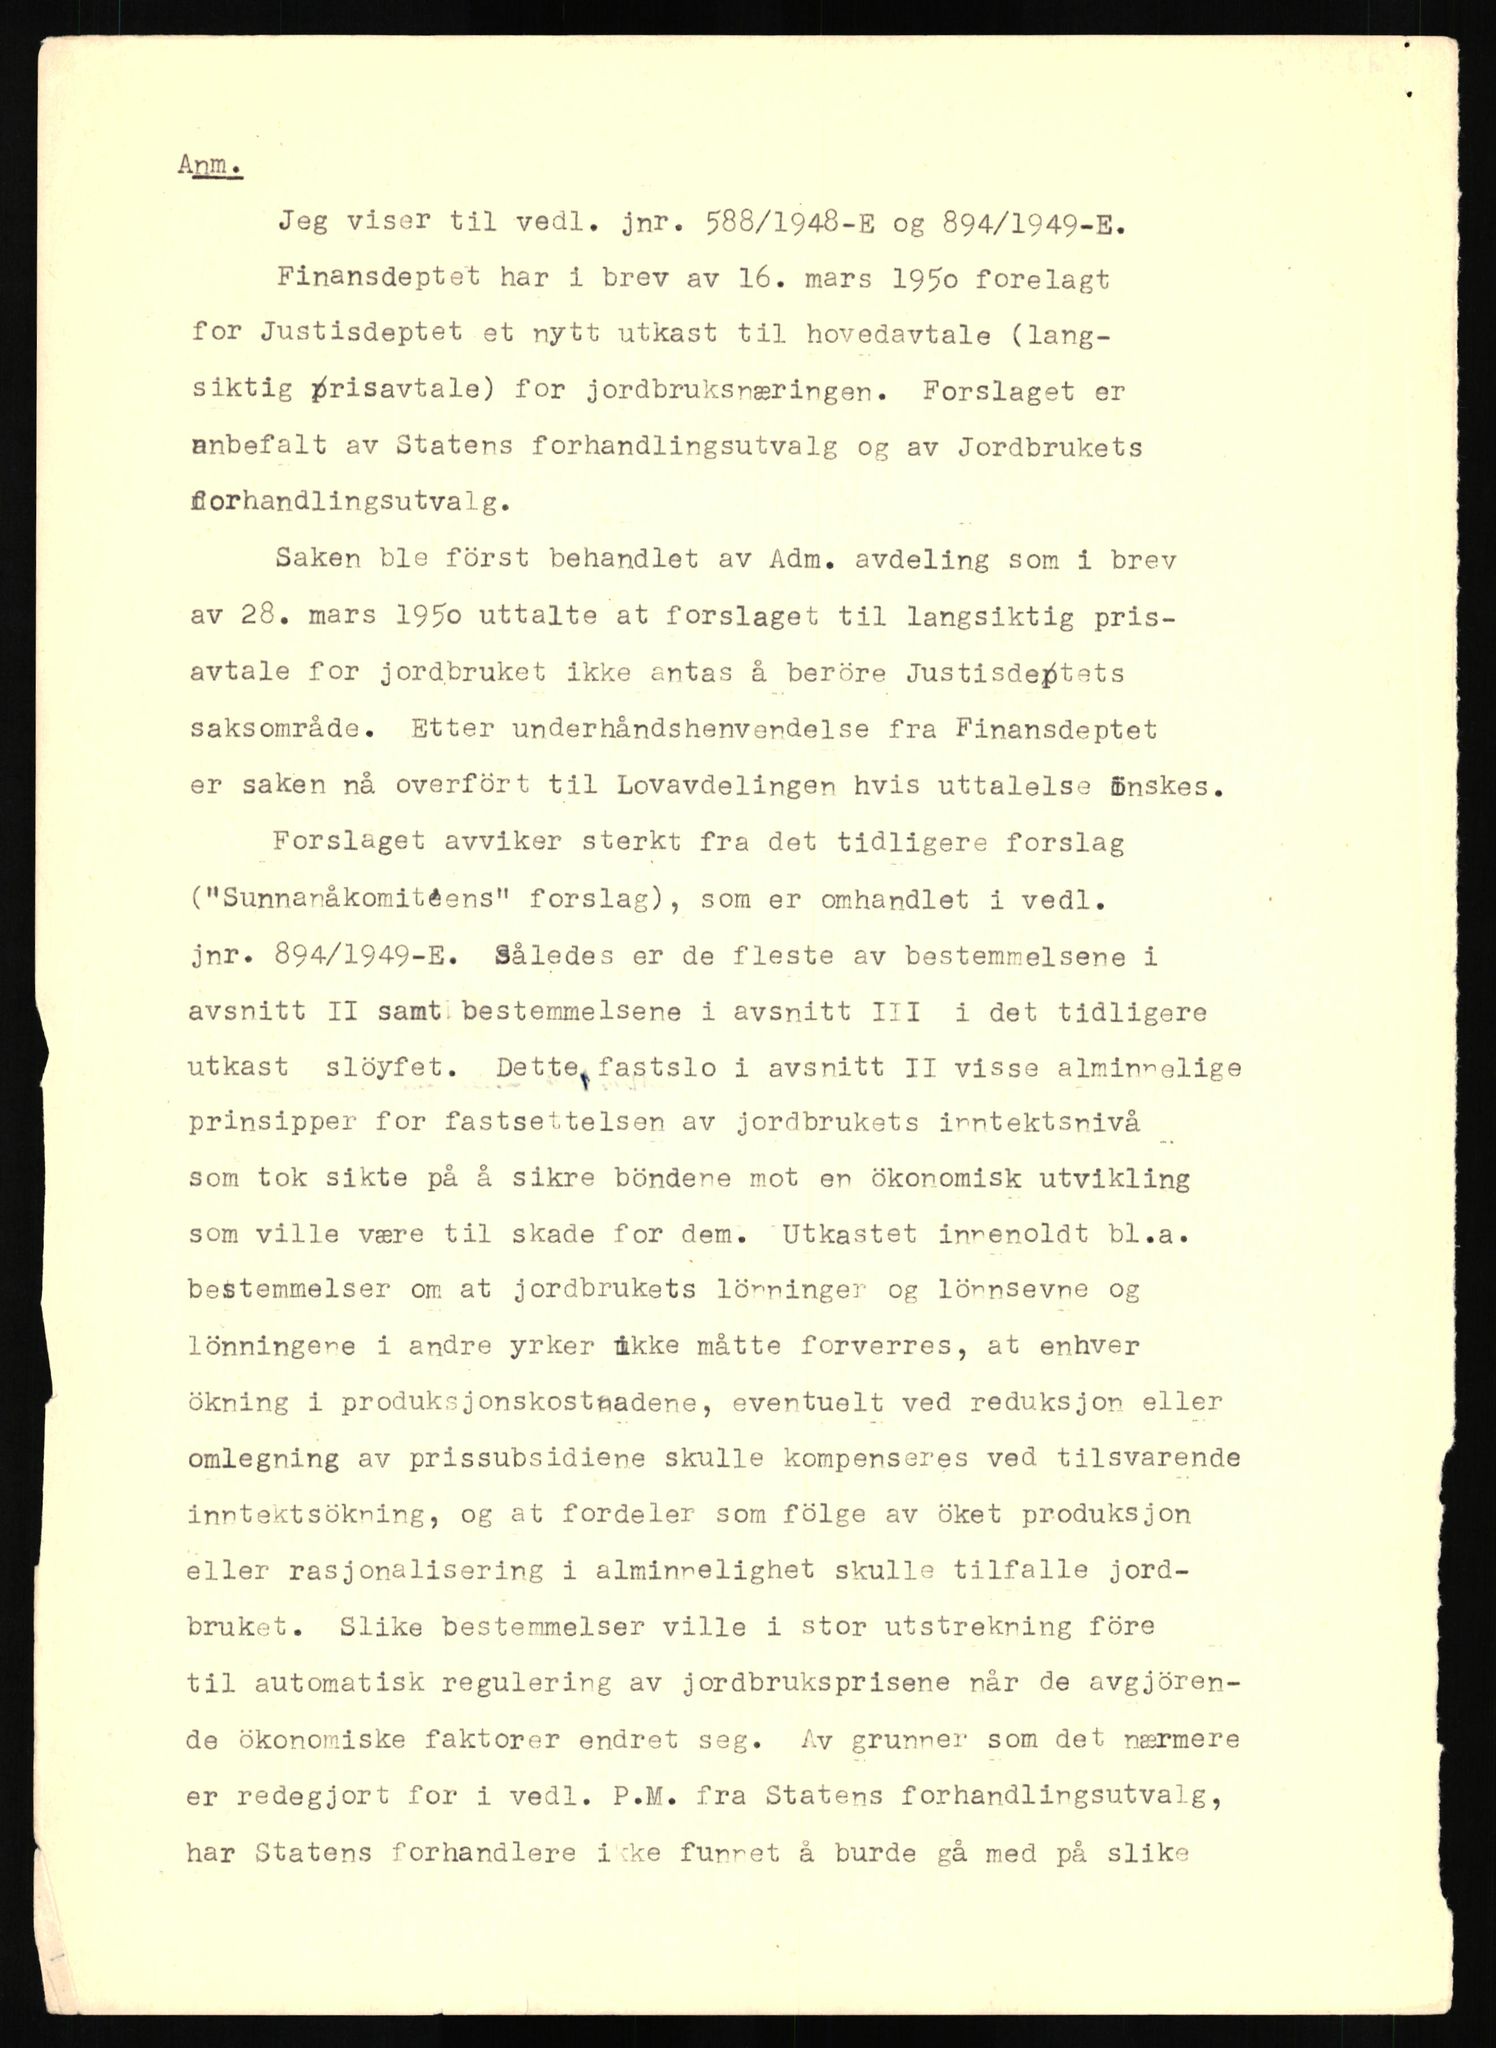 Anm.
Jeg viser til vedl. jnr. 588/1948-E og 894/1949-E.
Finansdeptet har i brev av 16. mars 1950 forelagt
for Justisdeptet et nytt utkast til hovedavtale (lang-
siktig prisavtale) for jordbruksnæringen. Forslaget er
anbefalt av Statens forhandlingsutvalg og av Jordbrukets
forhandlingsutvalg.
Saken ble först behandlet av Adm. avdeling som i brev
av 28. mars 1950 uttalte at forslaget til langsiktig pris-
avtale for jordbruket ikke antas å beröre Justisdeptets
saksområde. Etter underhåndshenvendelse fra Finansdeptet
er saken nå overfört til Lovavdelingen hvis uttalelse önskes.
Forslaget avviker sterkt fra det tidligere forslag
("Sunnanåkomitéens" forslag), som er omhandlet i vedl.
jnr. 894/1949-E. Således er de fleste av bestemmelsene i
avsnitt II samt bestemmelsene i avsnitt III i det tidligere
utkast slöyfet. Dette fastslo i avsnitt II visse alminnelige
prinsipper for fastsettelsen av jordbrukets inntektsnivå
som tok sikte på å sikre böndene mot en ökonomisk utvikling
som ville være til skade for dem. Utkastet innenoldt bl.a.
bestemmelser om at jordbrukets lönninger og lönnsevne og
lönningene i andre yrker ikke måtte forverres, at enhver
ökning i produksjonskostnadene, eventuelt ved reduksjon eller
omlegning av prissubsidiene skulle kompenseres ved tilsvarende
inntektsökning, og at fordeler som fölge av öket produksjon
eller rasjonalisering i alminnelighet skulle tilfalle jord-
bruket. Slike bestemmelser ville i stor utstrekning före
til automatisk regulering av jordbruksprisene når de avgjören-
de ökonomiske faktorer endret seg. Av grunner som det nærmere
er redegjort for i vedl. P.M. fra Statens forhandlingsutvalg,
har Statens forhandlere ikke funnet å burde gå med på slike